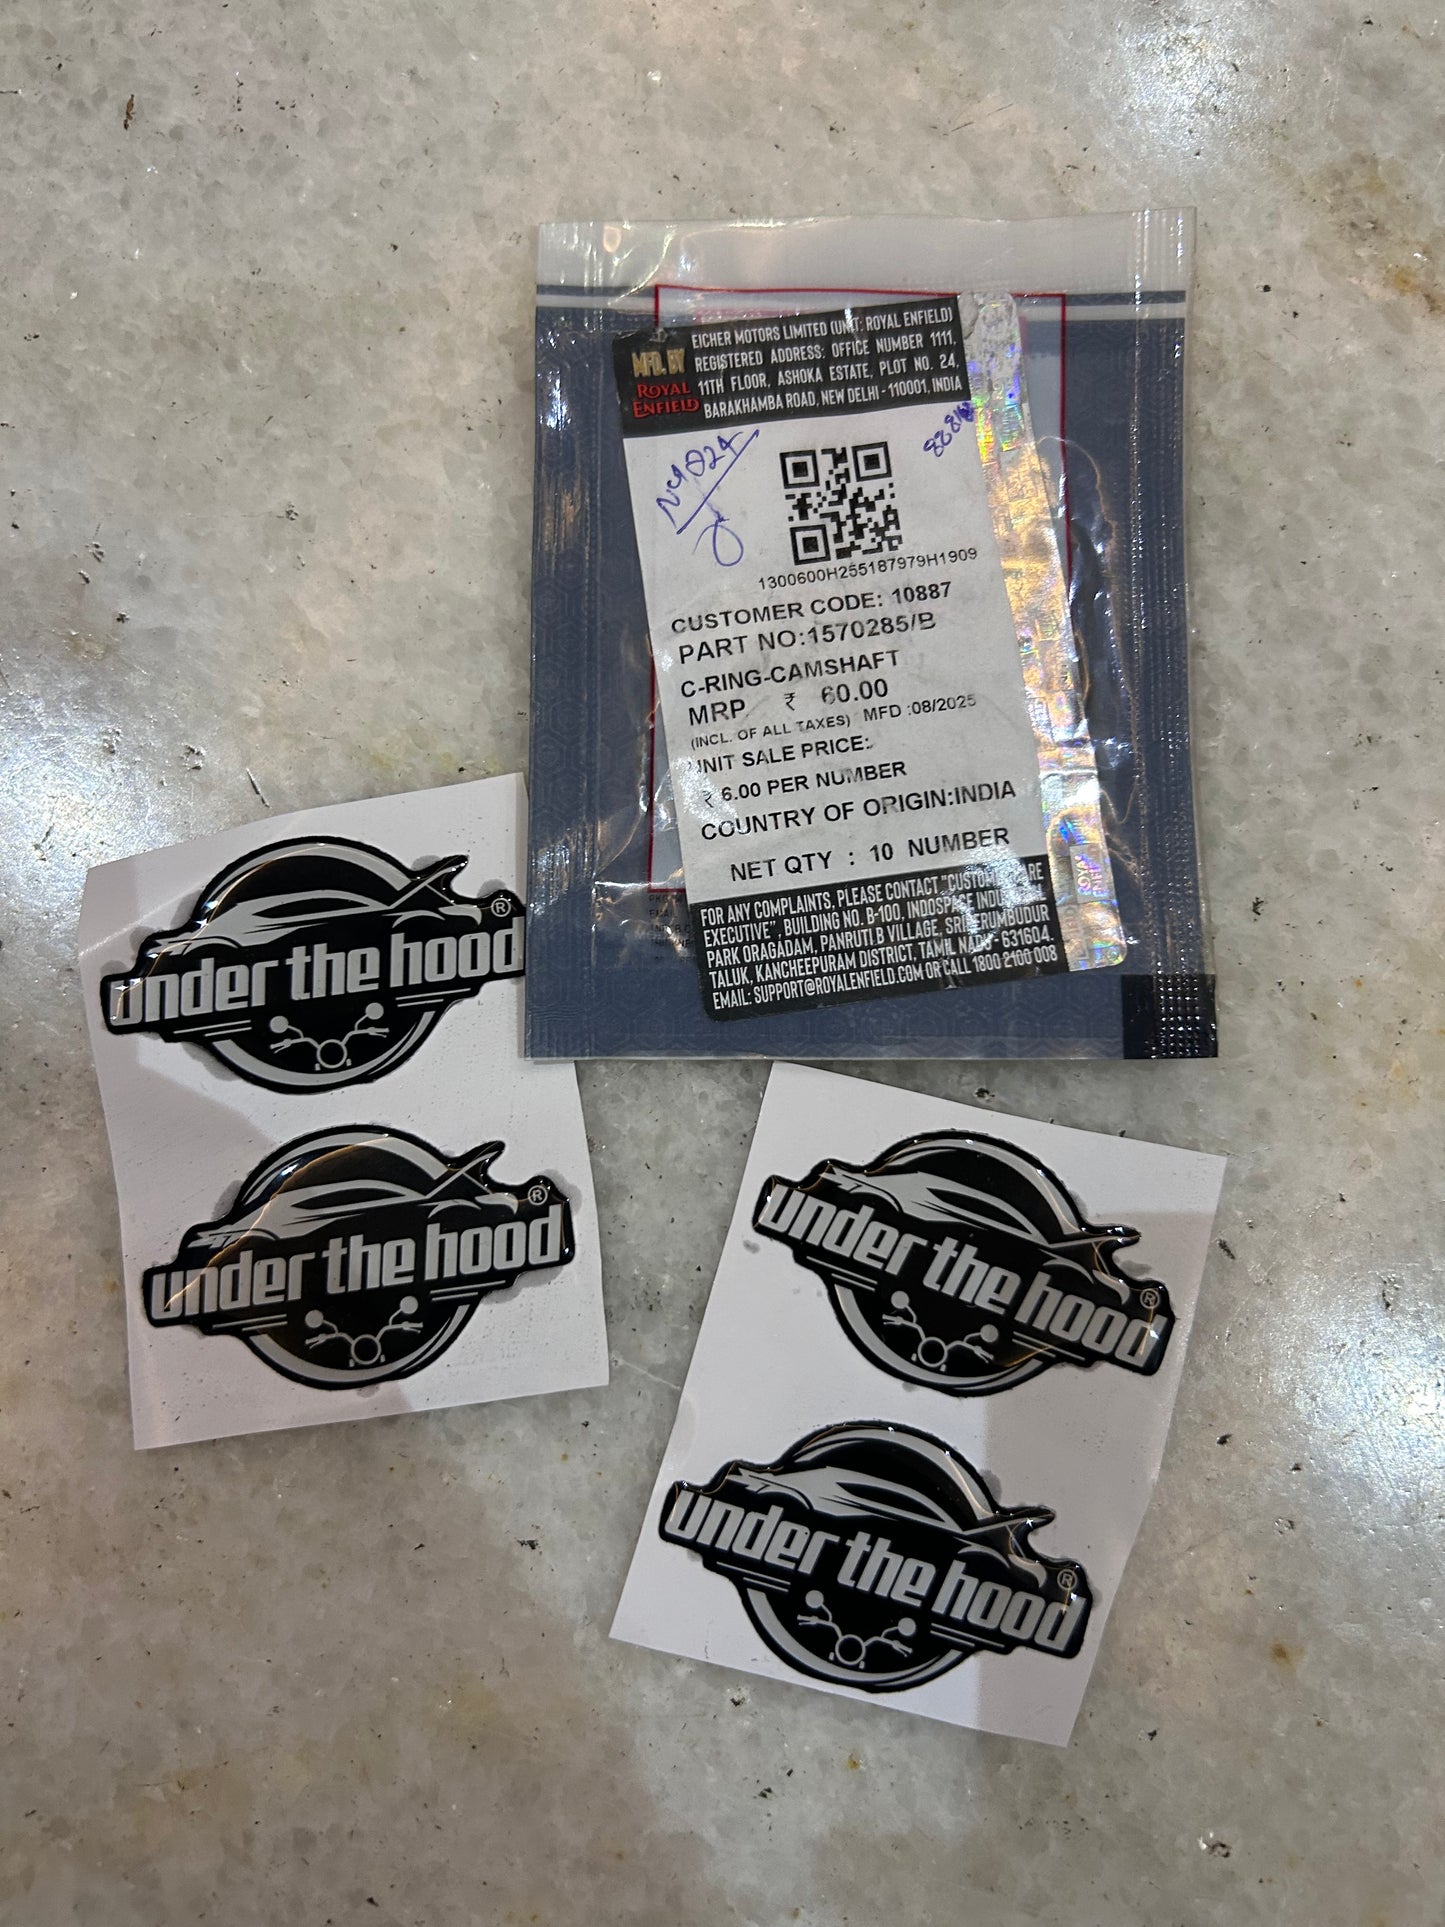 EICHER MOTORS LIMITED (UNIT: ROYAL ENFIELD)
MFD. BY REGISTERED ADDRESS: OFFICE NUMBER 1111,
ROYAL 11TH FLOOR, ASHOKA ESTATE, PLOT NO. 24,
ENFIELD BARAKHAMBA ROAD, NEW DELHI - 110001, INDIA
1300600H255187979H1909
CUSTOMER CODE: 10887
PART NO:1570285/B
C-RING-CAMSHAFT
MRP ₹ 60.00
(INCL. OF ALL TAXES) MFD :08/2025
UNIT SALE PRICE:
₹ 6.00 PER NUMBER
COUNTRY OF ORIGIN:INDIA
NET QTY : 10 NUMBER
FOR ANY COMPLAINTS, PLEASE CONTACT
EXECUTIVE", BUILDING NO. B-100, INDOSPACE
PARK ORAGADAM, PANRUTI.B VILLAGE,
TALUK, KANCHEEPURAM DISTRICT, TAMIL NADU - 631604.
EMAIL: SUPPORT@ROYALENFIELD.COM OR CALL 1800 2100 008
under the hood ®
under the hood ®
under the hood ®
under the hood ®